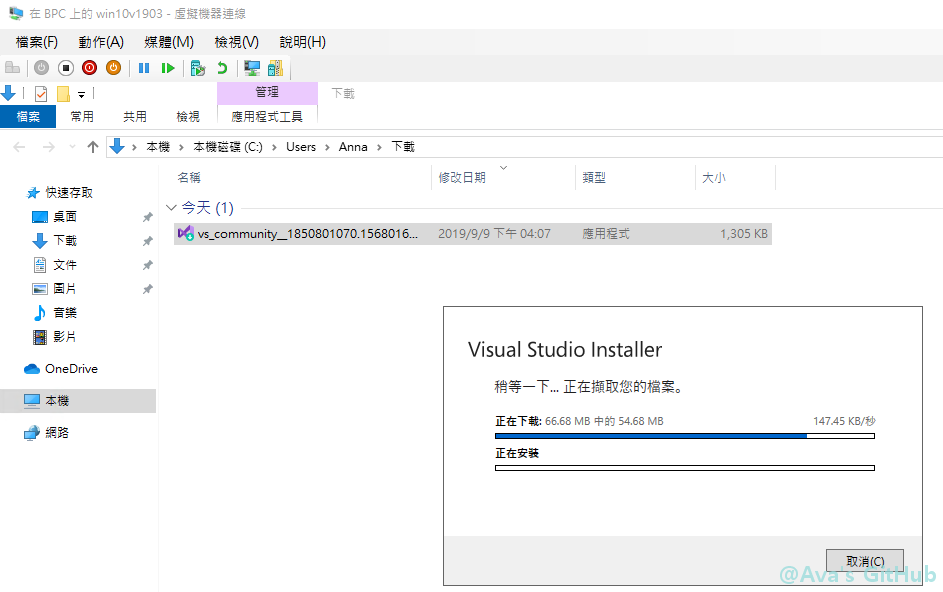 在 BPC 上的 win10v1903 - 虛擬機器連線
檔案(F) 動作(A) 媒體(M) 檢視(V) 說明(H)
管理 下載
檔案 常用 共用 檢視 應用程式工具
本機 › 本機磁碟 (C:) › Users › Anna › 下載
名稱 修改日期 類型 大小
快速存取
桌面
下載
文件
圖片
音樂
影片
OneDrive
本機
網路
今天 (1)
vs_community__1850801070.1568016... 2019/9/9 下午 04:07 應用程式 1,305 KB
Visual Studio Installer
稍等一下... 正在擷取您的檔案。
正在下載: 66.68 MB 中的 54.68 MB 147.45 KB/秒
正在安裝
取消(C)
@Ava's GitHub